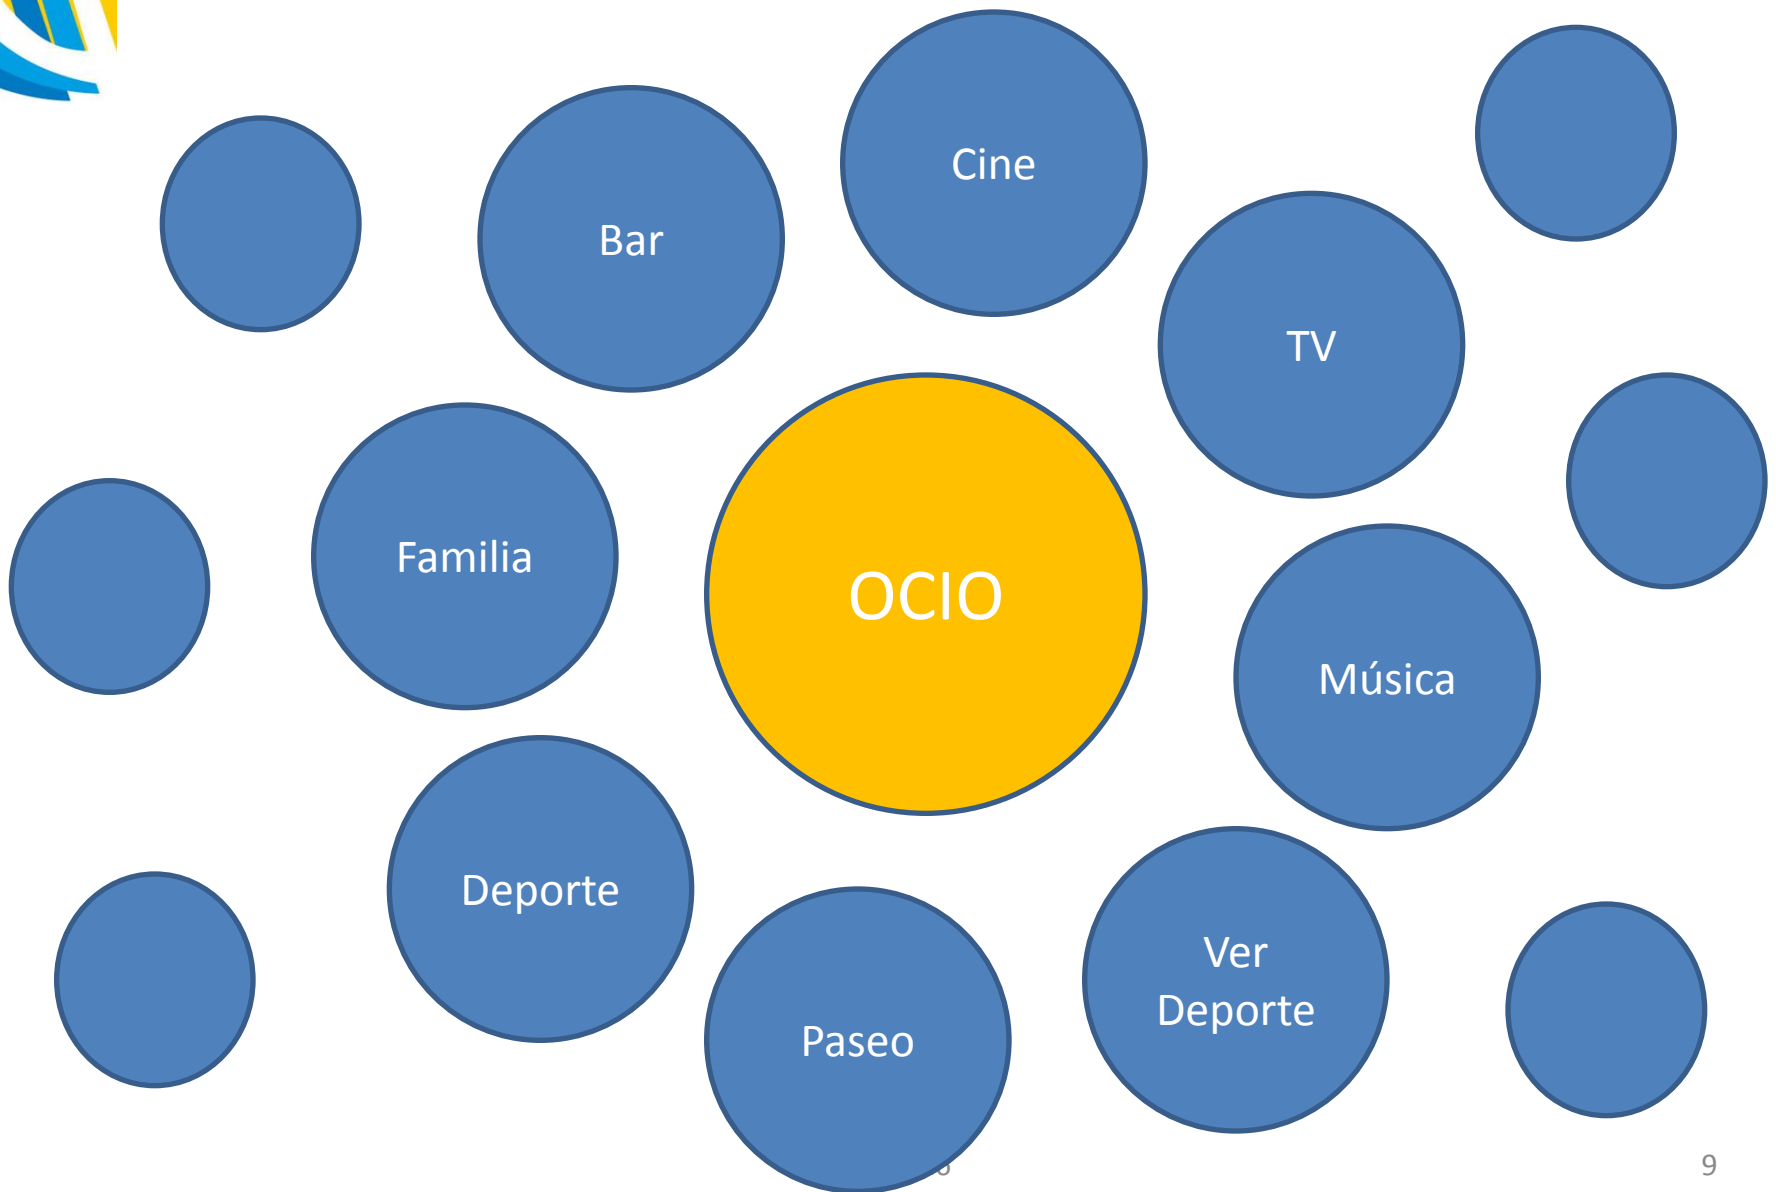 Cine
Bar
TV
Familia
OCIO
Música
Deporte
Ver
Deporte
Paseo
9